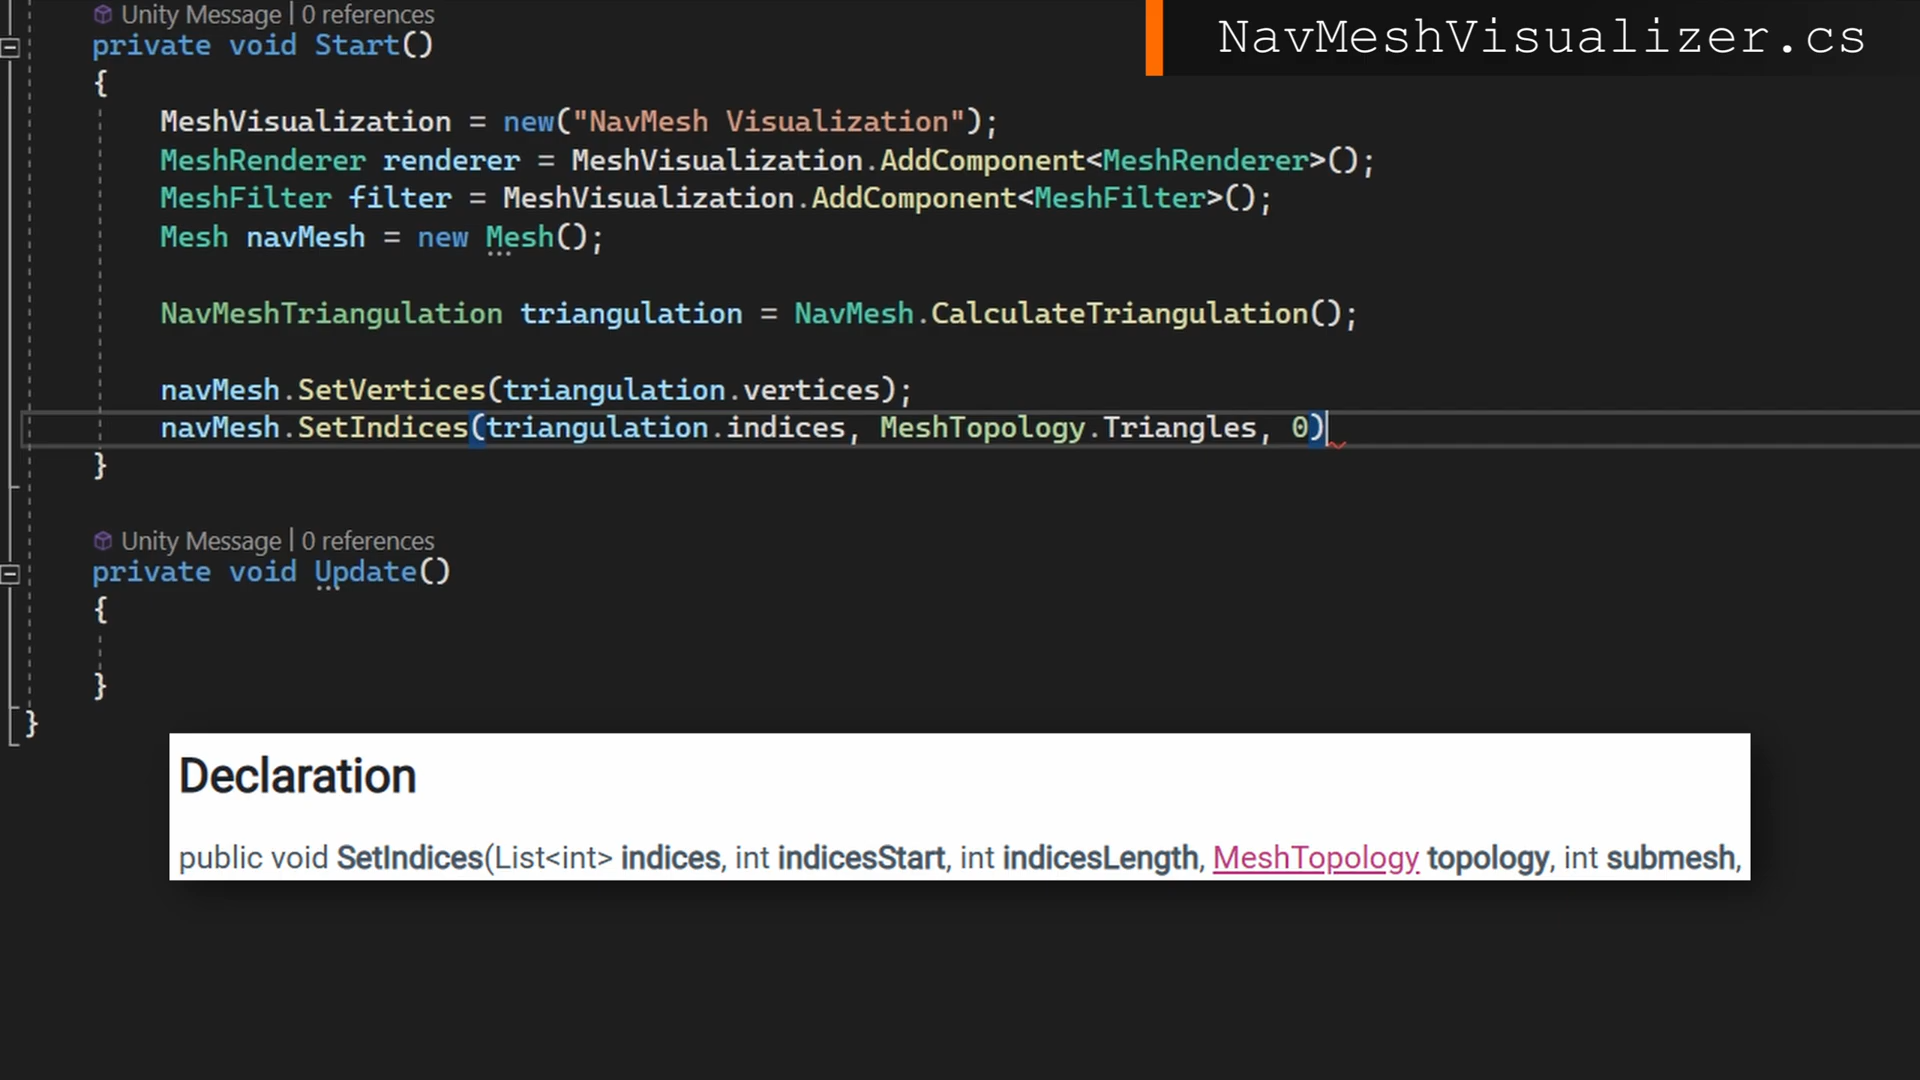 Unity Message | 0 references
NavMeshVisualizer.cs
private void Start()
{
MeshVisualization = new("NavMesh Visualization");
MeshRenderer renderer = MeshVisualization.AddComponent<MeshRenderer>();
MeshFilter filter = MeshVisualization.AddComponent<MeshFilter>();
Mesh navMesh = new Mesh();
NavMeshTriangulation triangulation = NavMesh.CalculateTriangulation();
navMesh.SetVertices(triangulation.vertices);
navMesh.SetIndices(triangulation.indices, MeshTopology.Triangles, 0)
}
Unity Message | 0 references
private void Update()
{
}
}
Declaration
public void SetIndices(List<int> indices, int indicesStart, int indicesLength, MeshTopology topology, int submesh,